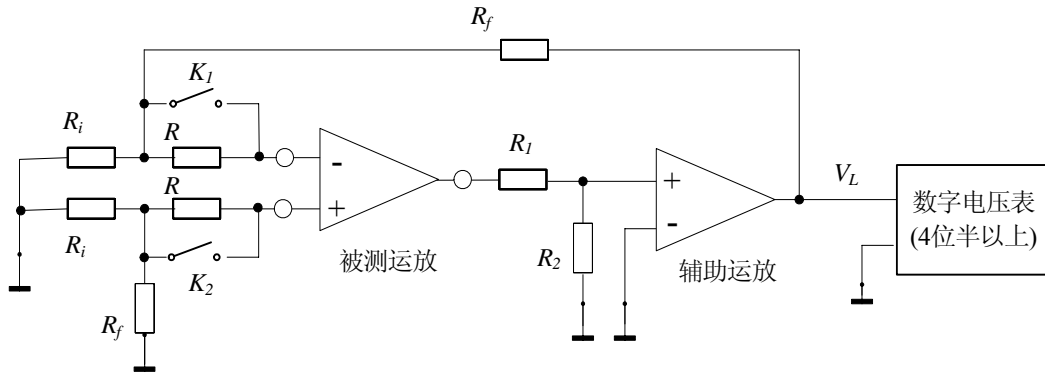 R_f
K_1
R_i
R
R_1
V_L
-
+
+
-
数字电压表
(4位半以上)
R
R_i
K_2
被测运放
R_2
辅助运放
R_f